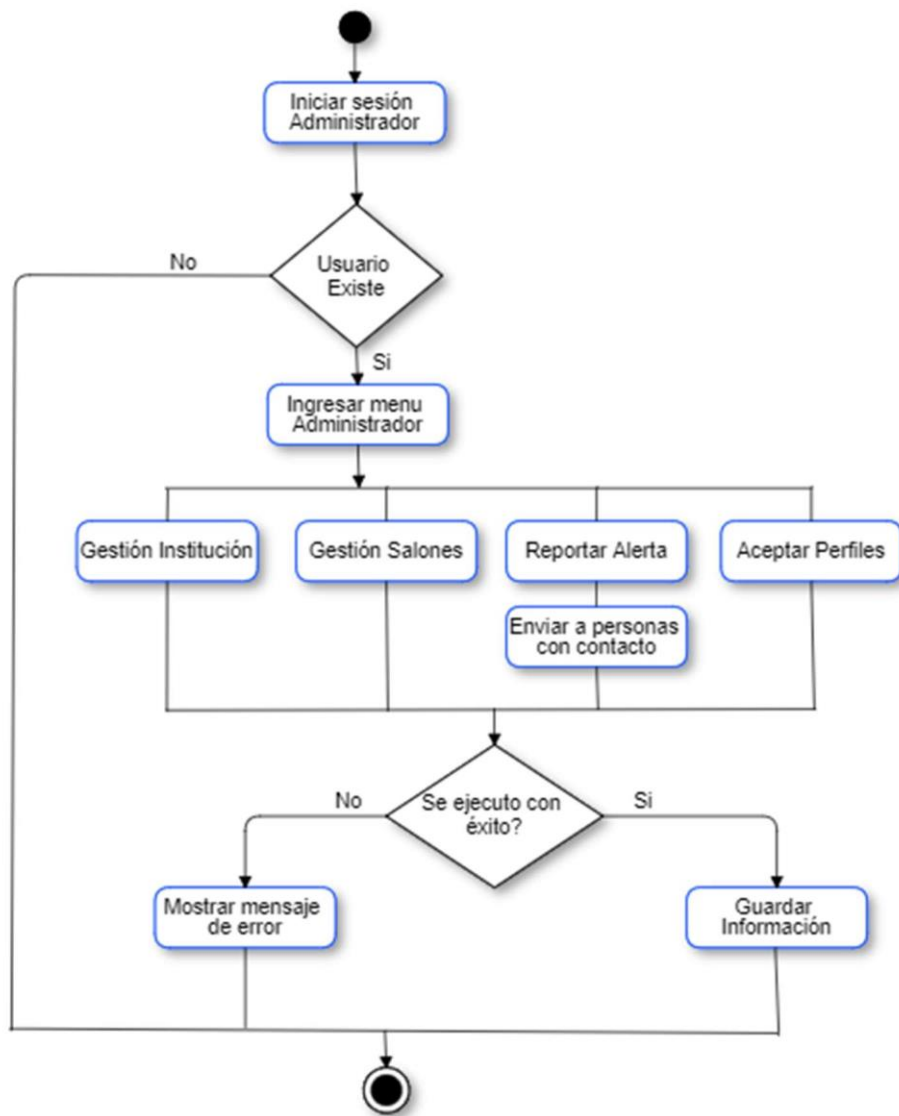 Iniciar sesión
Administrador
Usuario
Existe
No
Si
Ingresar menu
Administrador
Gestión Institución
Gestión Salones
Reportar Alerta
Aceptar Perfiles
Enviar a personas
con contacto
Se ejecuto con
éxito?
No
Si
Mostrar mensaje
de error
Guardar
Información